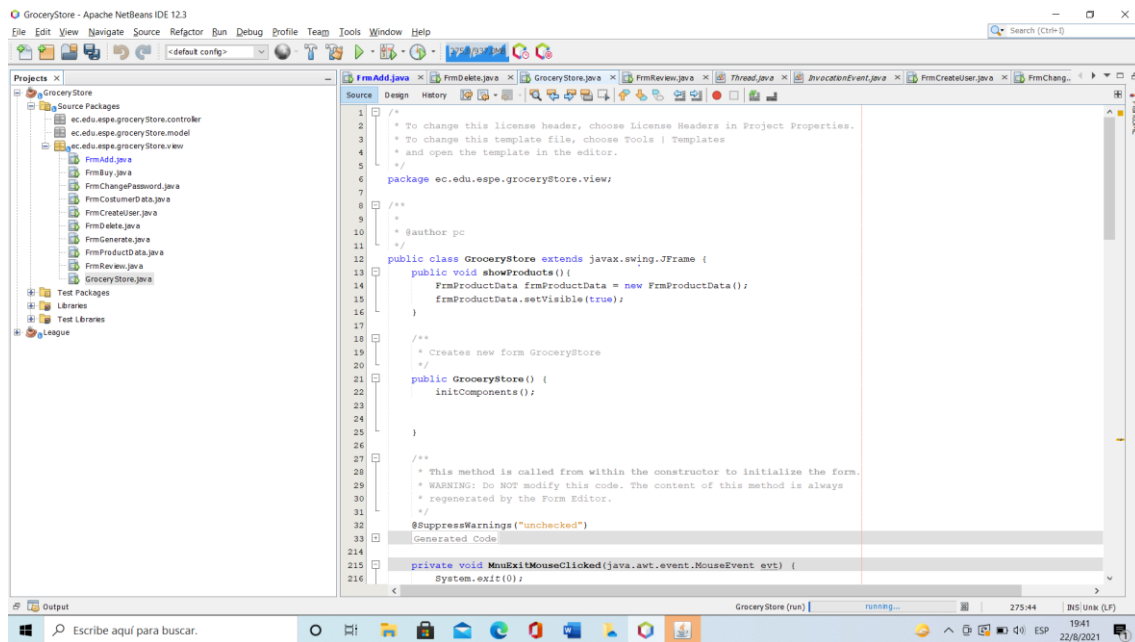 GroceryStore - Apache NetBeans IDE 12.3
File Edit View Navigate Source Refactor Run Debug Profile Team Tools Window Help
Search (Ctrl+I)
<default config>
Projects
FrmAdd.java FrmDelete.java GroceryStore.java FrmReview.java Thread.java InvocationEvent.java FrmCreateUser.java FrmChang..
Source Design History
GroceryStore
Source Packages
ec.edu.espe.groceryStore.controller
ec.edu.espe.groceryStore.model
ec.edu.espe.groceryStore.view
FrmAdd.java
FrmBuy.java
FrmChangePassword.java
FrmCostumerData.java
FrmCreateUser.java
FrmDelete.java
FrmGenerate.java
FrmProductData.java
FrmReview.java
GroceryStore.java
Test Packages
Libraries
Test Libraries
League
1 /*
2 * To change this license header, choose License Headers in Project Properties.
3 * To change this template file, choose Tools | Templates
4 * and open the template in the editor.
5 */
6 package ec.edu.espe.groceryStore.view;
7
8 /**
9 *
10 * @author pc
11 */
12 public class GroceryStore extends javax.swing.JFrame {
13 public void showProducts(){
14 FrmProductData frmProductData = new FrmProductData();
15 frmProductData.setVisible(true);
16 }
17
18 /**
19 * Creates new form GroceryStore
20 */
21 public GroceryStore() {
22 initComponents();
23
24
25 }
26
27 /**
28 * This method is called from within the constructor to initialize the form.
29 * WARNING: Do NOT modify this code. The content of this method is always
30 * regenerated by the Form Editor.
31 */
32 @SuppressWarnings("unchecked")
33 Generated Code
214
215 private void MnuExitMouseClicked(java.awt.event.MouseEvent evt) {
216 System.exit(0);
Output
GroceryStore (run) running... 275:44 INS Unix (LF)
Escribe aquí para buscar.
ESP
19:41
22/8/2021